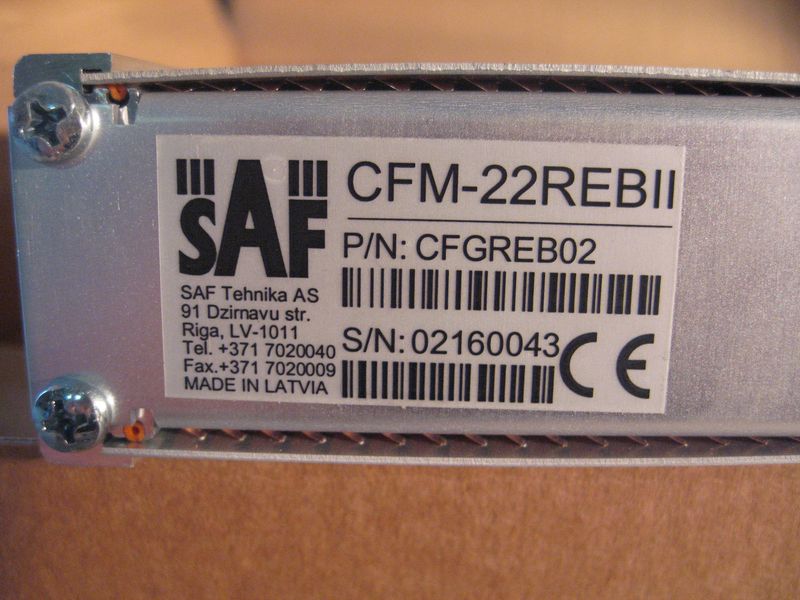 SAF
SAF Tehnika AS
91 Dzirnavu str.
Riga, LV-1011
Tel. +371 7020040
Fax.+371 7020009
MADE IN LATVIA
CFM-22REBII
P/N: CFGREB02
S/N: 02160043
CE